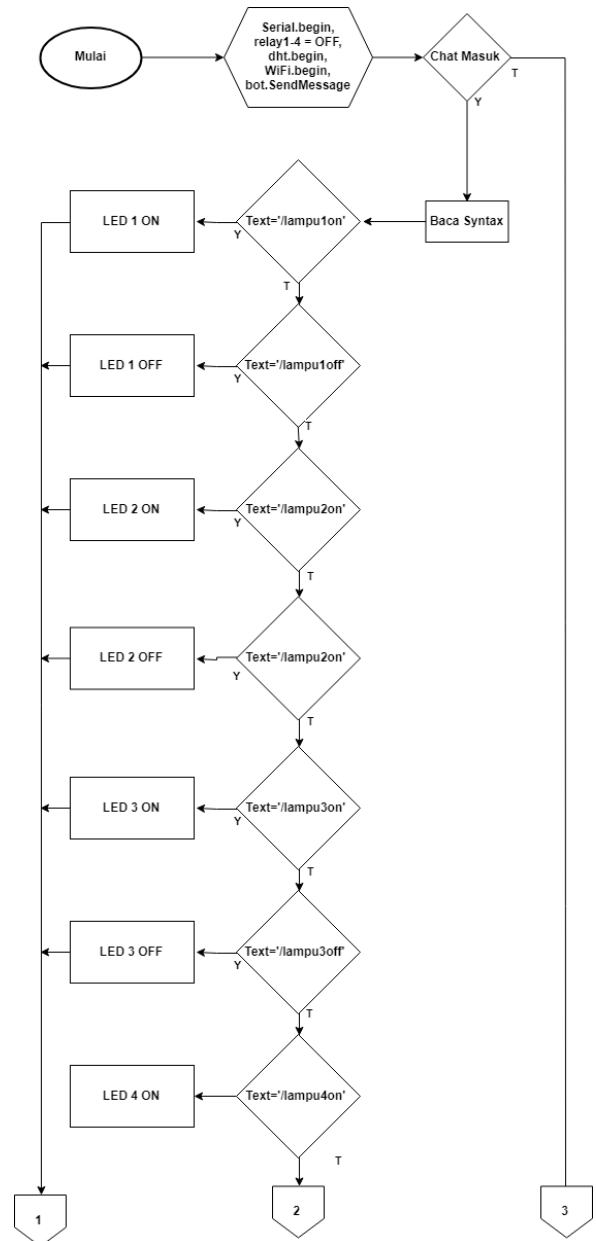 Mulai
Serial.begin,
relay1-4 = OFF,
dht.begin,
WiFi.begin,
bot.SendMessage
Chat Masuk
T
Y
Baca Syntax
Text='/lampu1on'
Y
LED 1 ON
T
Text='/lampu1off'
Y
LED 1 OFF
T
Text='/lampu2on'
Y
LED 2 ON
T
Text='/lampu2on'
Y
LED 2 OFF
T
Text='/lampu3on'
Y
LED 3 ON
T
Text='/lampu3off'
Y
LED 3 OFF
T
Text='/lampu4on'
LED 4 ON
T
1
2
3